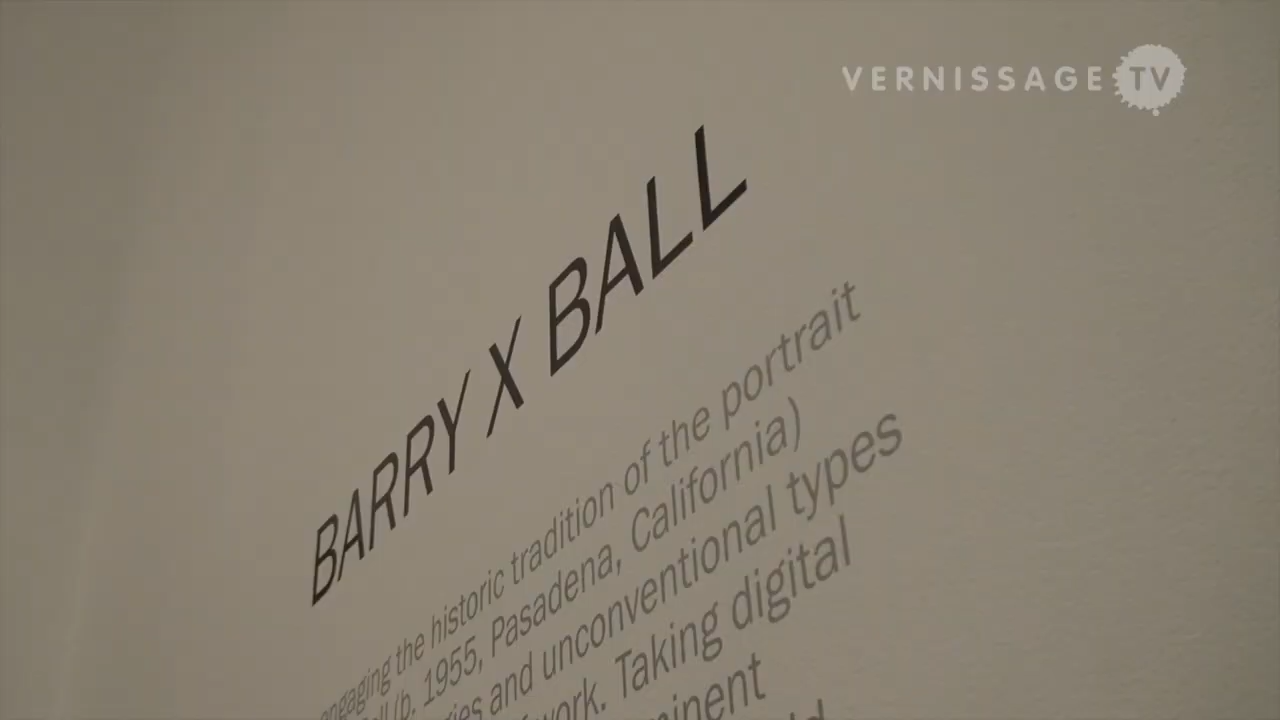 VERNISSAGE TV
BARRY X BALL
engaging the historic tradition of the portrait
(b. 1955, Pasadena, California)
and unconventional types
work. Taking digital